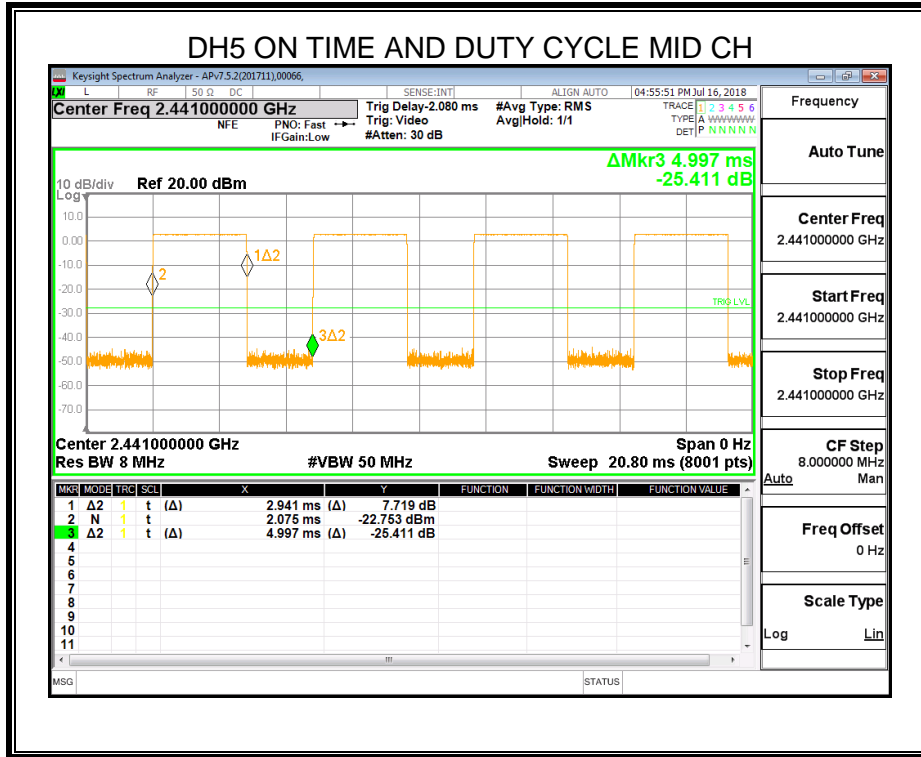 DH5 ON TIME AND DUTY CYCLE MID CH
Keysight Spectrum Analyzer - APv7.5.2(201711),00066,
LXI L RF 50 Ω DC SENSE:INT ALIGN AUTO 04:55:51 PM Jul 16, 2018
Center Freq 2.441000000 GHz
NFE
PNO: Fast
IFGain:Low
Trig Delay-2.080 ms
Trig: Video
#Atten: 30 dB
#Avg Type: RMS
Avg|Hold: 1/1
TRACE 1 2 3 4 5 6
TYPE A WWWWW
DET P N N N N N
ΔMkr3 4.997 ms
-25.411 dB
10 dB/div Ref 20.00 dBm
Log
10.0
0.00
-10.0
-20.0
-30.0
-40.0
-50.0
-60.0
-70.0
2
1Δ2
3Δ2
TRIG LVL
Center 2.441000000 GHz Span 0 Hz
Res BW 8 MHz #VBW 50 MHz Sweep 20.80 ms (8001 pts)
MKR MODE TRC SCL X Y FUNCTION FUNCTION WIDTH FUNCTION VALUE
1 Δ2 1 t (Δ) 2.941 ms (Δ) 7.719 dB
2 N 1 t 2.075 ms -22.753 dBm
3 Δ2 1 t (Δ) 4.997 ms (Δ) -25.411 dB
4
5
6
7
8
9
10
11
MSG STATUS
Frequency
Auto Tune
Center Freq
2.441000000 GHz
Start Freq
2.441000000 GHz
Stop Freq
2.441000000 GHz
CF Step
8.000000 MHz
Auto Man
Freq Offset
0 Hz
Scale Type
Log Lin